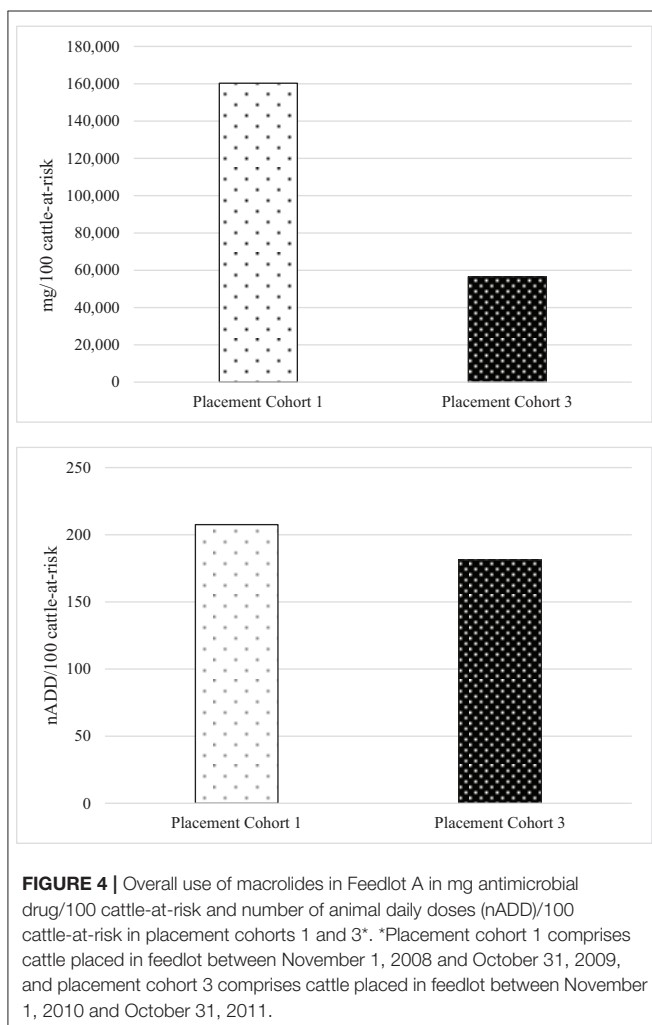 180,000
160,000
140,000
120,000
100,000
80,000
60,000
40,000
20,000
0
mg/100 cattle-at-risk
Placement Cohort 1
Placement Cohort 3
250
200
150
100
50
0
nADD/100 cattle-at-risk
Placement Cohort 1
Placement Cohort 3
FIGURE 4 | Overall use of macrolides in Feedlot A in mg antimicrobial
drug/100 cattle-at-risk and number of animal daily doses (nADD)/100
cattle-at-risk in placement cohorts 1 and 3*. *Placement cohort 1 comprises
cattle placed in feedlot between November 1, 2008 and October 31, 2009,
and placement cohort 3 comprises cattle placed in feedlot between November
1, 2010 and October 31, 2011.